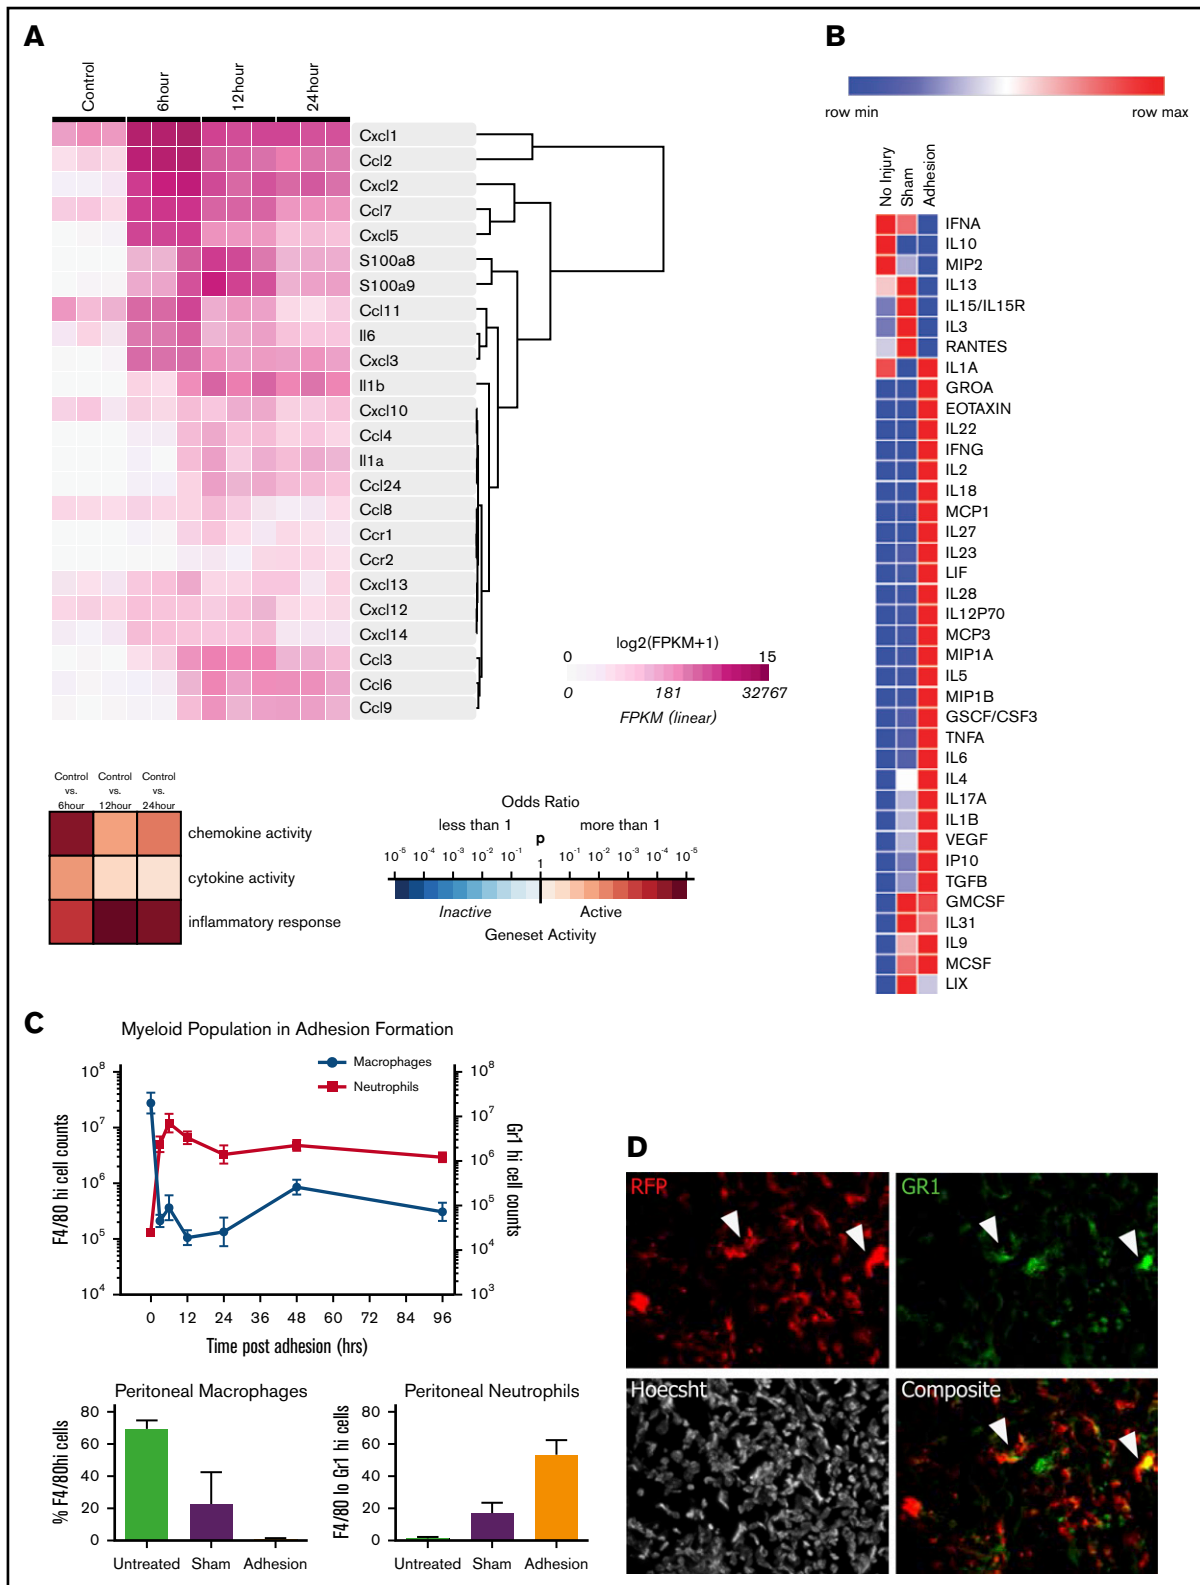 A
Control
6hour
12hour
24hour
Cxcl1
Ccl2
Cxcl2
Ccl7
Cxcl5
S100a8
S100a9
Ccl11
Il6
Cxcl3
Il1b
Cxcl10
Ccl4
Il1a
Ccl24
Ccl8
Ccr1
Ccr2
Cxcl13
Cxcl12
Cxcl14
Ccl3
Ccl6
Ccl9
log2(FPKM+1)
0 15
0 181 32767
FPKM (linear)
Control vs. 6hour
Control vs. 12hour
Control vs. 24hour
chemokine activity
cytokine activity
inflammatory response
Odds Ratio
less than 1 more than 1
p
10-5 10-4 10-3 10-2 10-1 1 10-1 10-2 10-3 10-4 10-5
Inactive Active
Geneset Activity
B
row min row max
No Injury
Sham
Adhesion
IFNA
IL10
MIP2
IL13
IL15/IL15R
IL3
RANTES
IL1A
GROA
EOTAXIN
IL22
IFNG
IL2
IL18
MCP1
IL27
IL23
LIF
IL28
IL12P70
MCP3
MIP1A
IL5
MIP1B
GSCF/CSF3
TNFA
IL6
IL4
IL17A
IL1B
VEGF
IP10
TGFB
GMCSF
IL31
IL9
MCSF
LIX
C
Myeloid Population in Adhesion Formation
Macrophages
Neutrophils
F4/80 hi cell counts
10^8
10^7
10^6
10^5
10^4
Gr1 hi cell counts
10^8
10^7
10^6
10^5
10^4
10^3
0 12 24 36 48 60 72 84 96
Time post adhesion (hrs)
Peritoneal Macrophages
% F4/80hi cells
80
60
40
20
0
Untreated Sham Adhesion
Peritoneal Neutrophils
F4/80 lo Gr1 hi cells
80
60
40
20
0
Untreated Sham Adhesion
D
RFP
GR1
Hoecsht
Composite